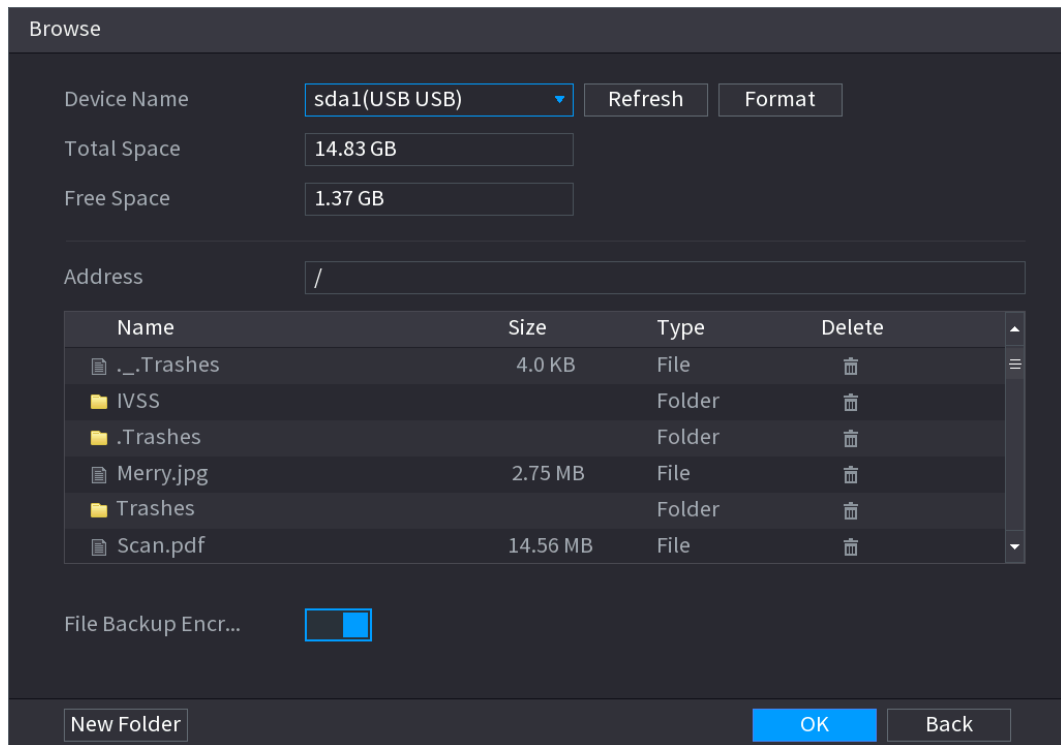 Browse
Device Name sda1(USB USB) Refresh Format
Total Space 14.83 GB
Free Space 1.37 GB
Address /
Name Size Type Delete
._.Trashes 4.0 KB File
IVSS Folder
.Trashes Folder
Merry.jpg 2.75 MB File
Trashes Folder
Scan.pdf 14.56 MB File
File Backup Encr...
New Folder OK Back